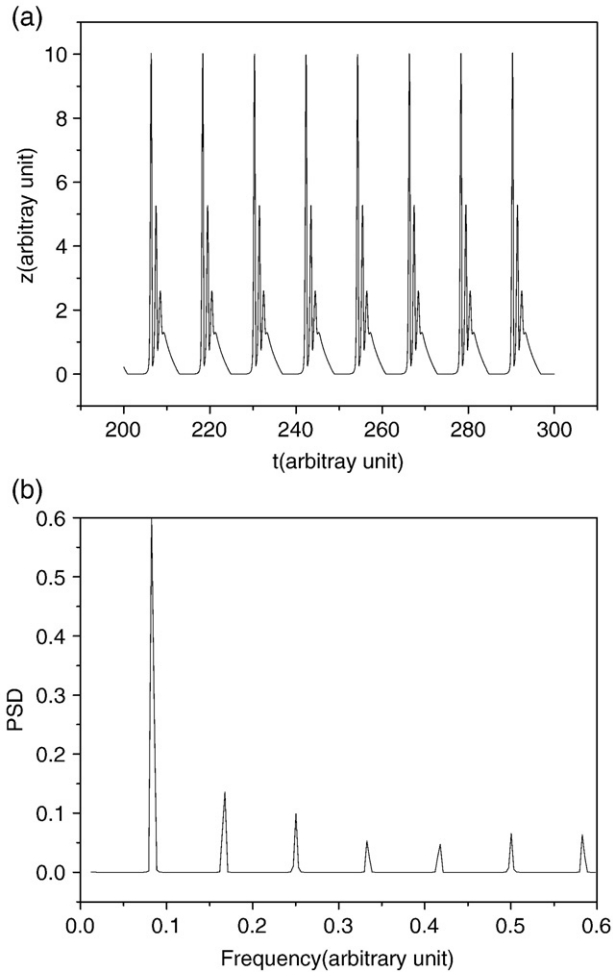 (a)
10
8
6
4
2
0
z(arbitray unit)
200 220 240 260 280 300
t(arbitray unit)
(b)
0.6
0.5
0.4
0.3
0.2
0.1
0.0
PSD
0.0 0.1 0.2 0.3 0.4 0.5 0.6
Frequency(arbitrary unit)